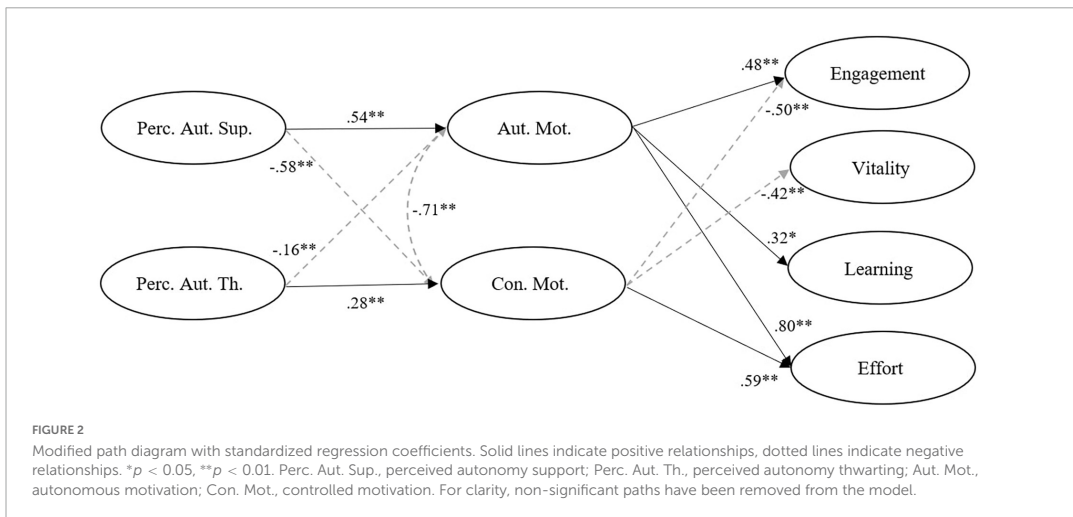 Engagement
.48**
-.50**
Perc. Aut. Sup.
.54**
Aut. Mot.
-.58**
Vitality
-.42**
-.71**
-.16**
.32*
Perc. Aut. Th.
.28**
Con. Mot.
Learning
.80**
.59**
Effort
FIGURE 2
Modified path diagram with standardized regression coefficients. Solid lines indicate positive relationships, dotted lines indicate negative
relationships. *p < 0.05, **p < 0.01. Perc. Aut. Sup., perceived autonomy support; Perc. Aut. Th., perceived autonomy thwarting; Aut. Mot.,
autonomous motivation; Con. Mot., controlled motivation. For clarity, non-significant paths have been removed from the model.